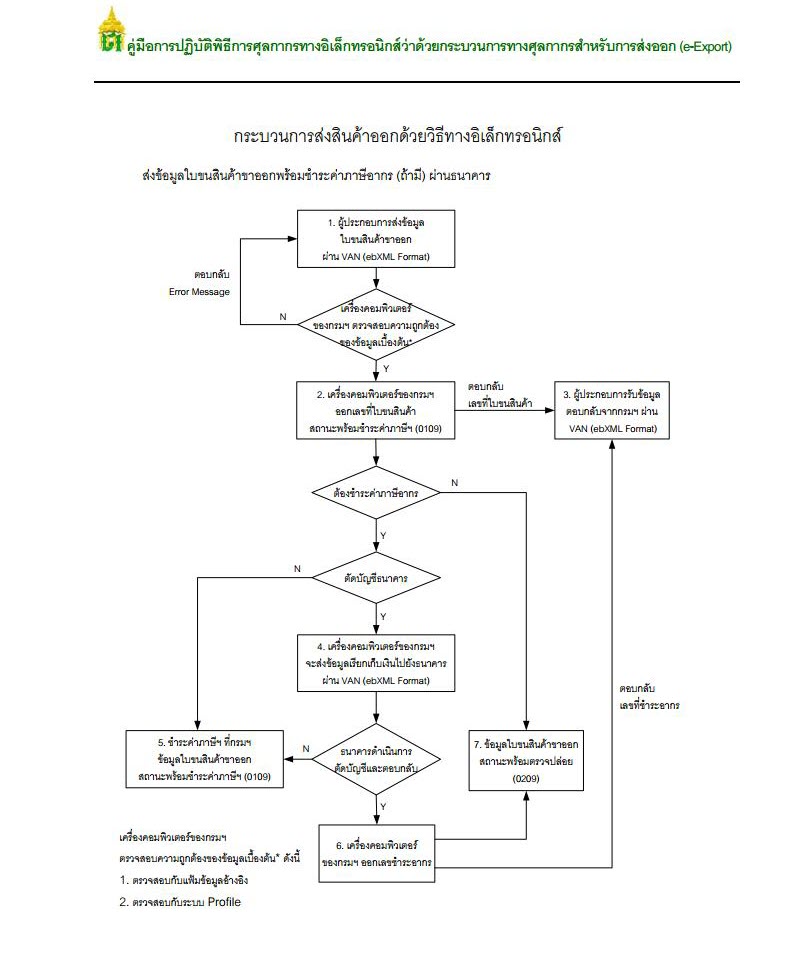 คู่มือการปฏิบัติพิธีการศุลกากรทางอิเล็กทรอนิกส์ว่าด้วยกระบวนการทางศุลกากรสำหรับการส่งออก (e-Export)
กระบวนการส่งสินค้าออกด้วยวิธีทางอิเล็กทรอนิกส์
ส่งข้อมูลใบขนสินค้าขาออกพร้อมชำระค่าภาษีอากร (ถ้ามี) ผ่านธนาคาร
1. ผู้ประกอบการส่งข้อมูล
ใบขนสินค้าขาออก
ผ่าน VAN (ebXML Format)
ตอบกลับ
Error Message
N
เครื่องคอมพิวเตอร์
ของกรมฯ ตรวจสอบความถูกต้อง
ของข้อมูลเบื้องต้น*
Y
2. เครื่องคอมพิวเตอร์ของกรมฯ
ออกเลขที่ใบขนสินค้า
สถานะพร้อมชำระค่าภาษีฯ (0109)
ตอบกลับ
เลขที่ใบขนสินค้า
3. ผู้ประกอบการรับข้อมูล
ตอบกลับจากกรมฯ ผ่าน
VAN (ebXML Format)
ต้องชำระค่าภาษีอากร
N
Y
ตัดบัญชีธนาคาร
N
Y
4. เครื่องคอมพิวเตอร์ของกรมฯ
จะส่งข้อมูลเรียกเก็บเงินไปยังธนาคาร
ผ่าน VAN (ebXML Format)
ตอบกลับ
เลขที่ชำระอากร
5. ชำระค่าภาษีฯ ที่กรมฯ
ข้อมูลใบขนสินค้าขาออก
สถานะพร้อมชำระค่าภาษีฯ (0109)
N
ธนาคารดำเนินการ
ตัดบัญชีและตอบกลับ
7. ข้อมูลใบขนสินค้าขาออก
สถานะพร้อมตรวจปล่อย
(0209)
Y
6. เครื่องคอมพิวเตอร์
ของกรมฯ ออกเลขชำระอากร
เครื่องคอมพิวเตอร์ของกรมฯ
ตรวจสอบความถูกต้องของข้อมูลเบื้องต้น* ดังนี้
1. ตรวจสอบกับแฟ้มข้อมูลอ้างอิง
2. ตรวจสอบกับระบบ Profile